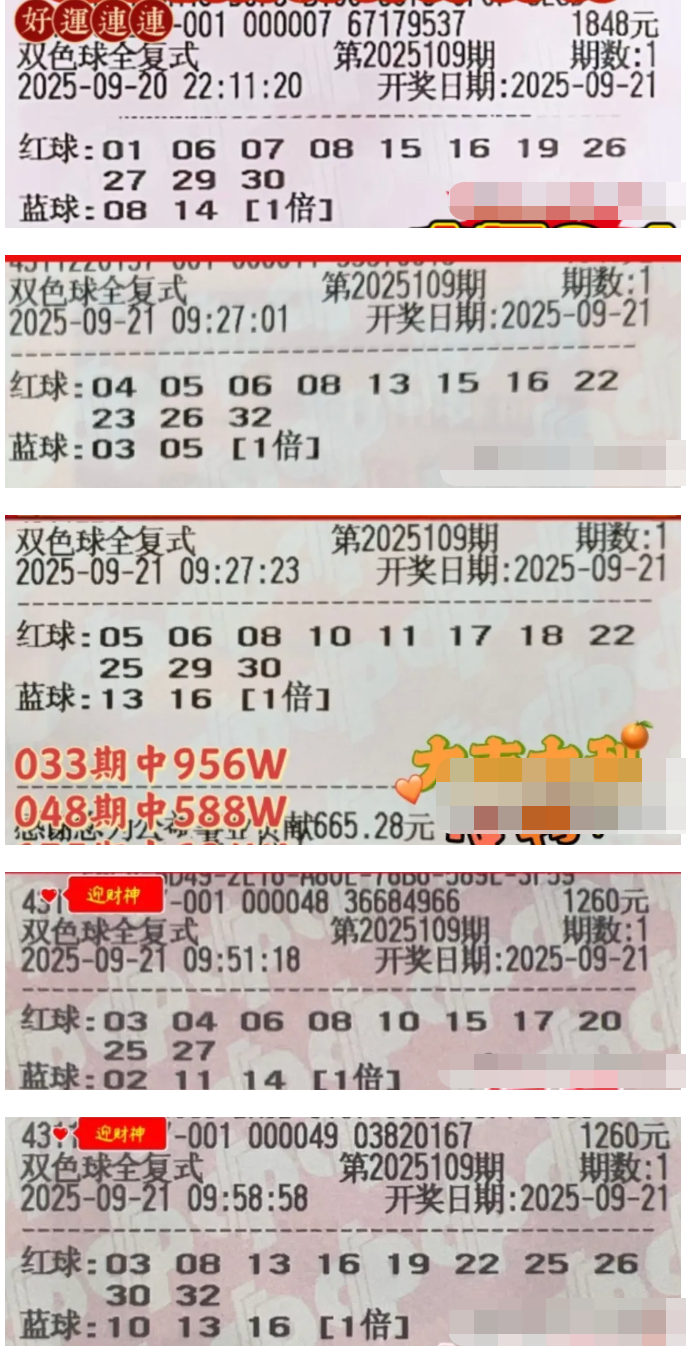 好運連連
-001 000007 67179537 1848元
双色球全复式 第2025109期 期数:1
2025-09-20 22:11:20 开奖日期:2025-09-21
红球:01 06 07 08 15 16 19 26
27 29 30
蓝球:08 14 [1倍]
双色球全复式 第2025109期 期数:1
2025-09-21 09:27:01 开奖日期:2025-09-21
红球:04 05 06 08 13 15 16 22
23 26 32
蓝球:03 05 [1倍]
双色球全复式 第2025109期 期数:1
2025-09-21 09:27:23 开奖日期:2025-09-21
红球:05 06 08 10 11 17 18 22
25 29 30
蓝球:13 16 [1倍]
033期中956W
048期中588W
献665.28元
迎财神
431 -001 000048 36684966 1260元
双色球全复式 第2025109期 期数:1
2025-09-21 09:51:18 开奖日期:2025-09-21
红球:03 04 06 08 10 15 17 20
25 27
蓝球:02 11 14 [1倍]
迎财神
43 -001 000049 03820167 1260元
双色球全复式 第2025109期 期数:1
2025-09-21 09:58:58 开奖日期:2025-09-21
红球:03 08 13 16 19 22 25 26
30 32
蓝球:10 13 16 [1倍]